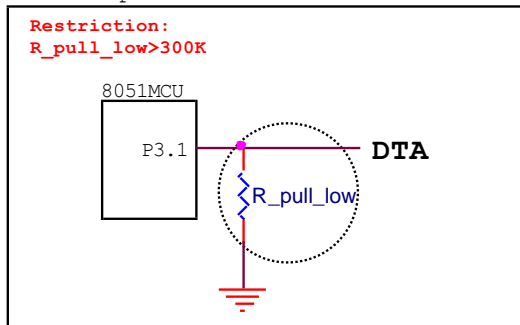 Restriction:
R_pull_low>300K
8051MCU
P3.1
DTA
R_pull_low